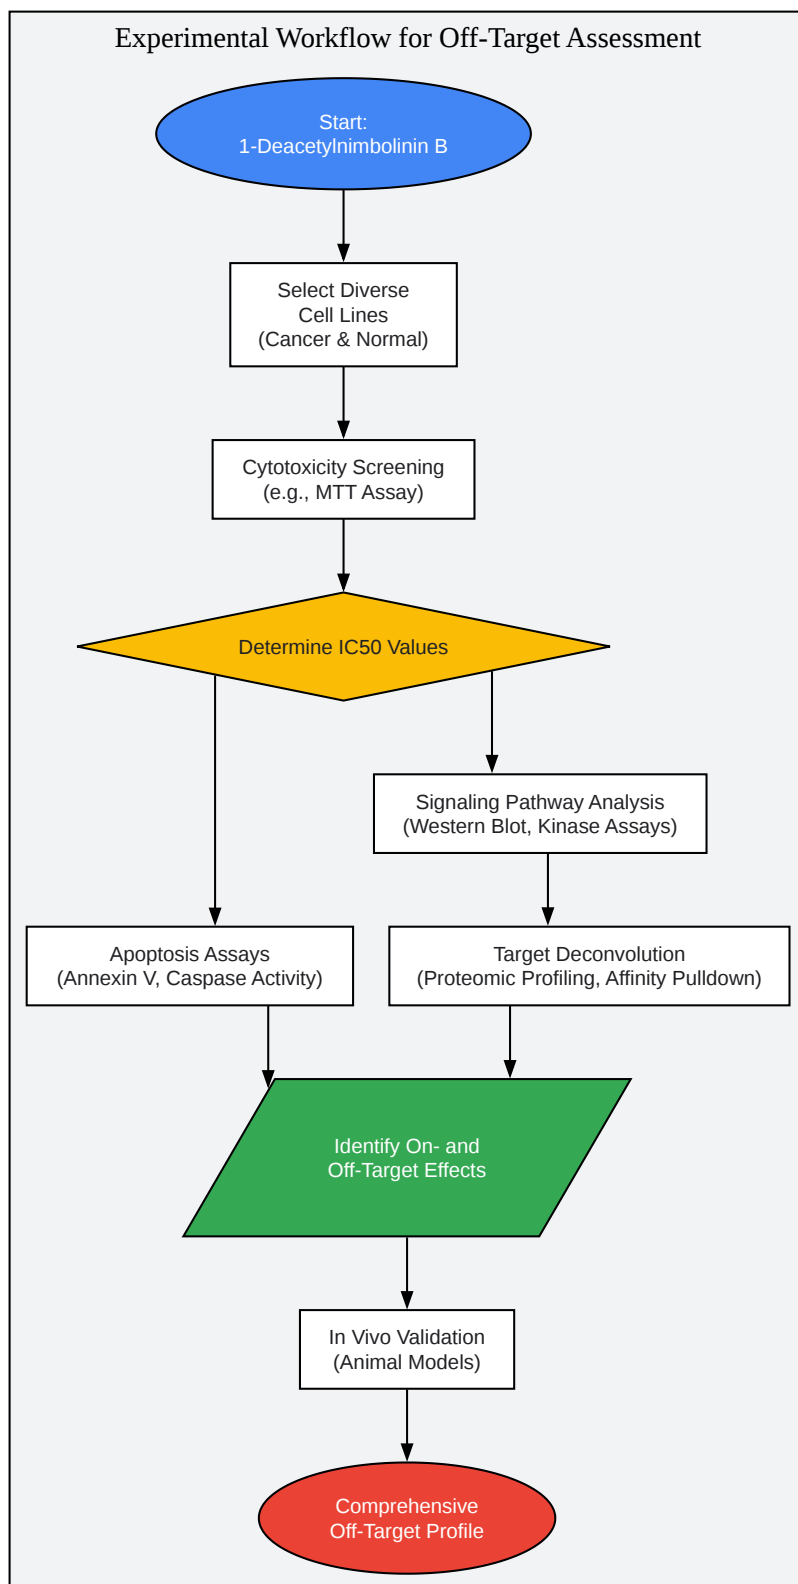 Experimental Workflow for Off-Target Assessment
Start:
1-Deacetylnimbolinin B
Select Diverse
Cell Lines
(Cancer & Normal)
Cytotoxicity Screening
(e.g., MTT Assay)
Determine IC50 Values
Signaling Pathway Analysis
(Western Blot, Kinase Assays)
Apoptosis Assays
(Annexin V, Caspase Activity)
Target Deconvolution
(Proteomic Profiling, Affinity Pulldown)
Identify On- and
Off-Target Effects
In Vivo Validation
(Animal Models)
Comprehensive
Off-Target Profile